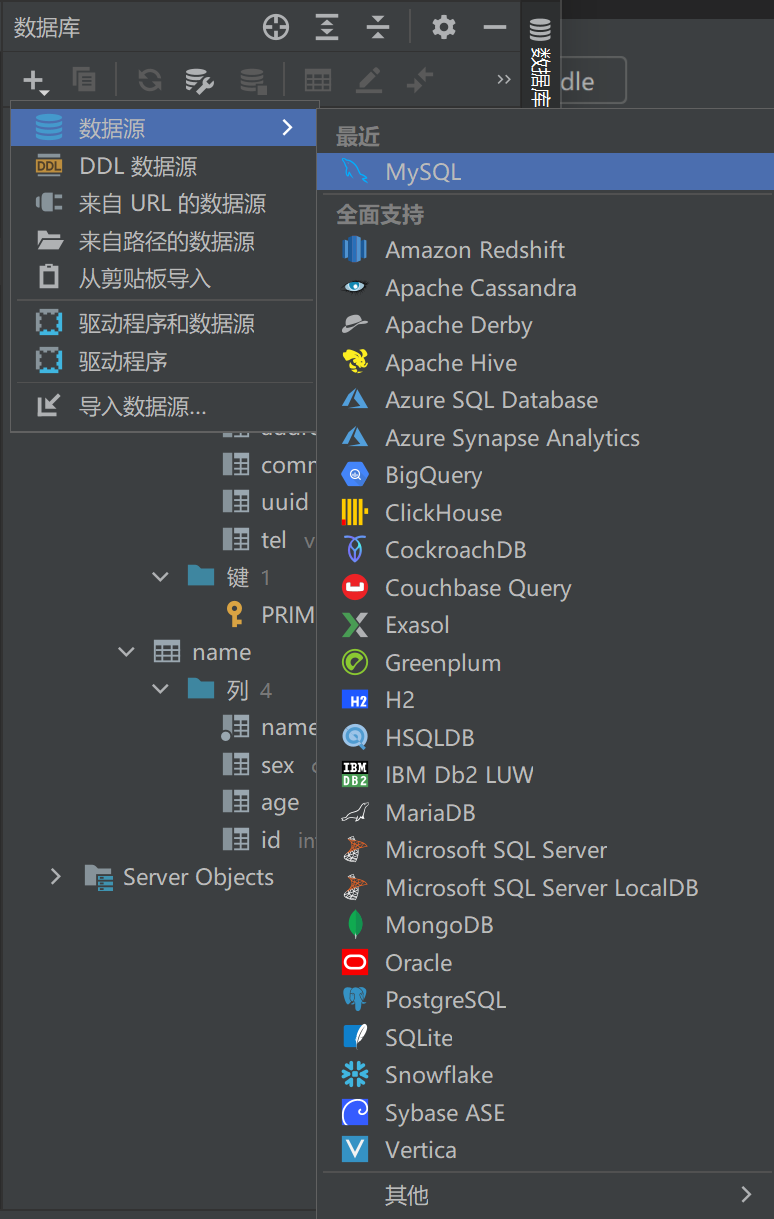 数据库
数据库
dle
数据源
DDL 数据源
来自 URL 的数据源
来自路径的数据源
从剪贴板导入
驱动程序和数据源
驱动程序
导入数据源...
最近
MySQL
全面支持
Amazon Redshift
Apache Cassandra
Apache Derby
Apache Hive
Azure SQL Database
Azure Synapse Analytics
BigQuery
ClickHouse
CockroachDB
Couchbase Query
Exasol
Greenplum
H2
HSQLDB
IBM Db2 LUW
MariaDB
Microsoft SQL Server
Microsoft SQL Server LocalDB
MongoDB
Oracle
PostgreSQL
SQLite
Snowflake
Sybase ASE
Vertica
其他
uuid
tel v
键 1
PRIM
name
列 4
name
sex
age
id in
Server Objects